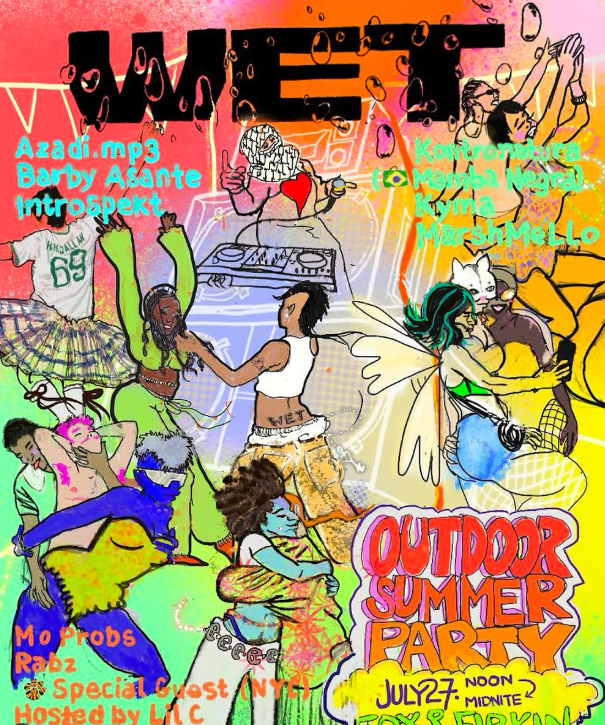 WET
Azadi.mp3
Barby Asante
Introspekt
Kontronatura
(🇧🇷 Mamba Negra)
Kyma
MarshMeLLo
69
WET
OUTDOOR
SUMMER
PARTY
JULY 27. NOON
MIDNITE
Mo Probs
Rabz
Special Guest (NYC)
Hosted by Lil C